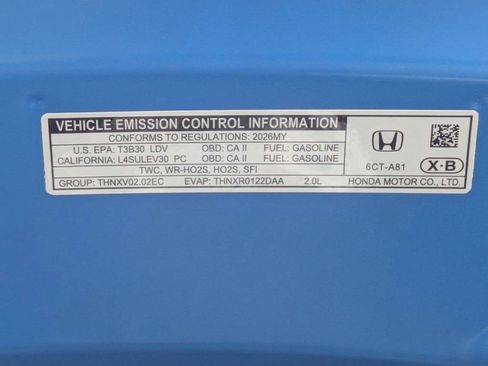 VEHICLE EMISSION CONTROL INFORMATION
CONFORMS TO REGULATIONS: 2026MY
U.S. EPA: T3B30 LDV OBD: CA II FUEL: GASOLINE
CALIFORNIA: L4SULEV30 PC OBD: CA II FUEL: GASOLINE
TWC, WR-HO2S, HO2S, SFI
GROUP: THNXV02.02EC EVAP: THNXR0122DAA 2.0L
6CT-A81
X·B
HONDA MOTOR CO., LTD.